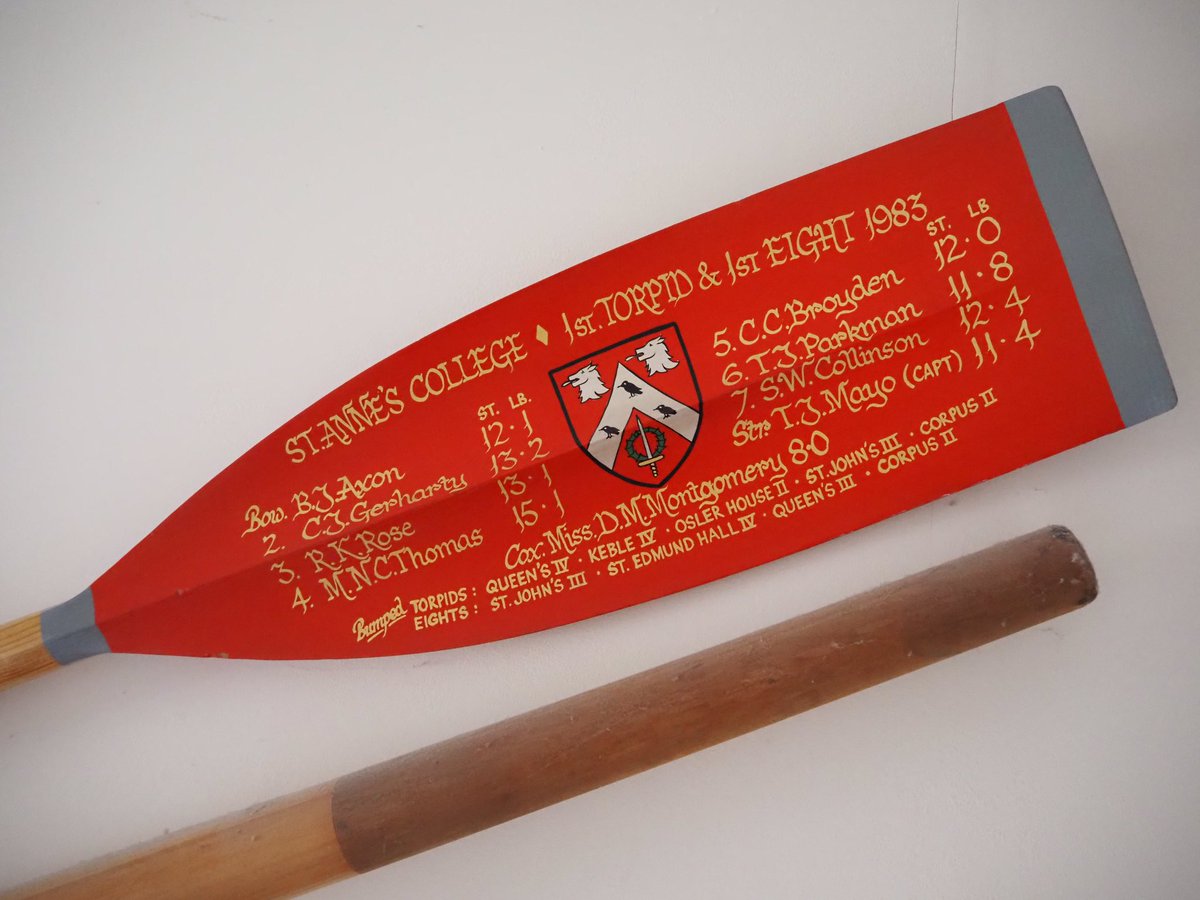 ST. ANNE'S COLLEGE ♦ 1ST. TORPID & 1ST EIGHT 1983
ST. LB.
Bow. B.J. Axon 12·1
2. C.J. Gerharty 13·2
3. R.K. Rose 13·1
4. M.N.C. Thomas 15·1
ST. LB
5. C.C. Broyden 12·0
6. T.J. Parkman 11·8
7. S.W. Collinson 12·4
Str. T.J. Mayo (CAPT) 11·4
Cox: Miss. D.M. Montgomery 8·0
Bumped TORPIDS: QUEEN'S IV · KEBLE IV · OSLER HOUSE II · ST. JOHN'S III · CORPUS II
EIGHTS: ST. JOHN'S III · ST. EDMUND HALL IV · QUEEN'S III · CORPUS II